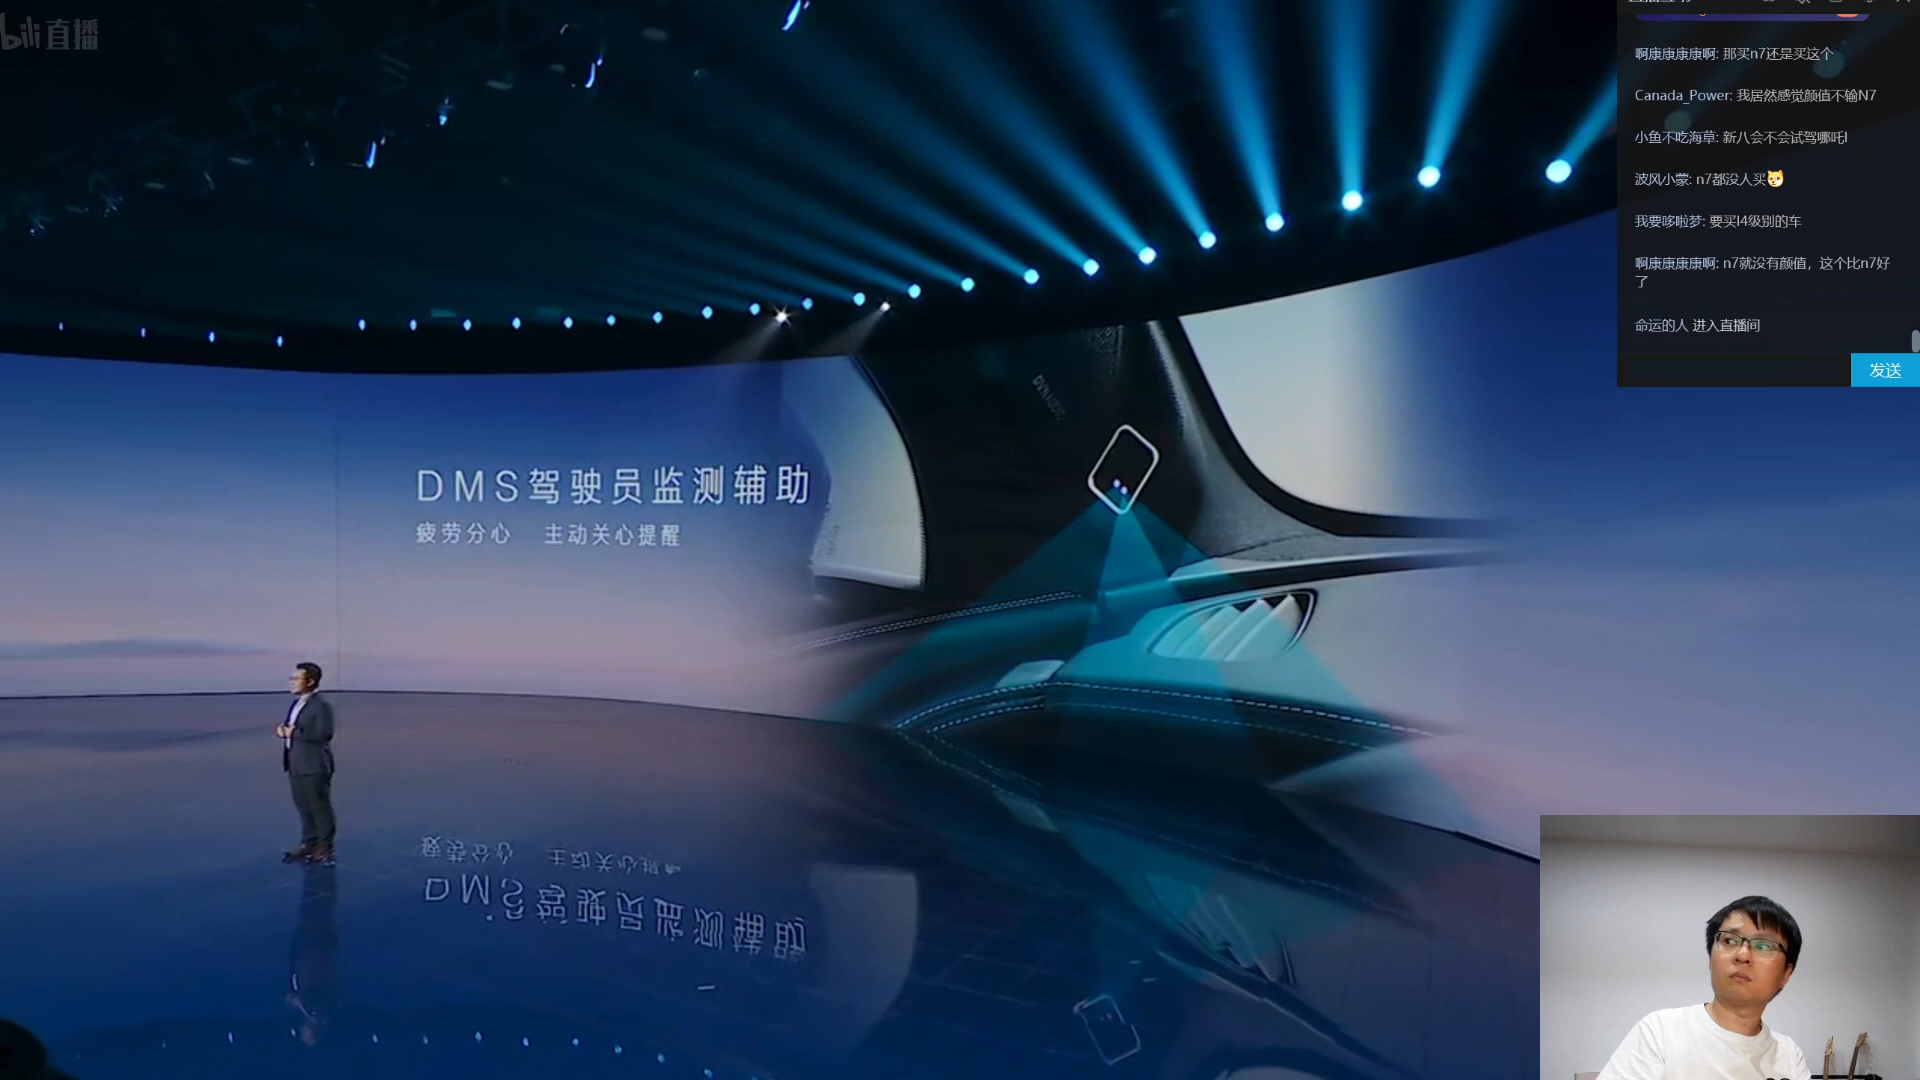 bili 直播
啊康康康康啊: 那买n7还是买这个
Canada_Power: 我居然感觉颜值不输N7
小鱼不吃海草: 新八会不会试驾哪吒l
波风小蒙: n7都没人买
我要哆啦梦: 要买l4级别的车
啊康康康康啊: n7就没有颜值，这个比n7好
了
命运的人 进入直播间
发送
DMS驾驶员监测辅助
疲劳分心 主动关心提醒
DYNAUDIO